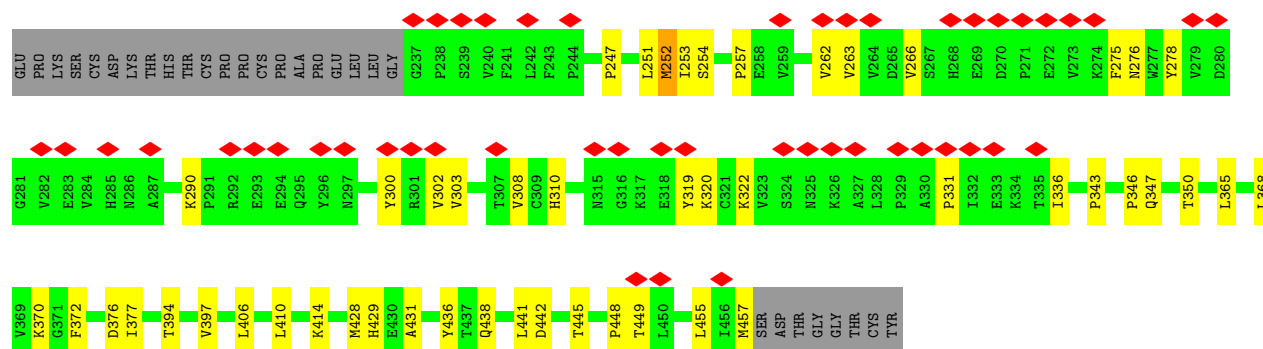 GLU PRO LYS SER CYS ASP LYS THR HIS THR CYS PRO PRO CYS PRO ALA PRO GLU LEU LEU GLY G237 P238 S239 V240 F241 L242 F243 P244 P247 L251 M252 I253 S254 P257 E258 V259 V262 V263 V264 D265 V266 S267 H268 E269 D270 P271 E272 V273 K274 F275 N276 W277 Y278 V279 D280
G281 V282 E283 V284 H285 N286 A287 K290 P291 R292 E293 E294 Q295 Y296 N297 Y300 R301 V302 V303 T307 V308 C309 H310 N315 G316 K317 E318 Y319 K320 C321 K322 V323 S324 N325 K326 A327 L328 P329 A330 P331 I332 E333 K334 T335 I336 P343 P346 Q347 T350 L365 L368
V369 K370 G371 F372 D376 I377 T394 V397 L406 L410 K414 M428 H429 E430 A431 Y436 T437 Q438 L441 D442 T445 P448 T449 L450 L455 I456 M457 SER ASP THR GLY GLY THR CYS TYR